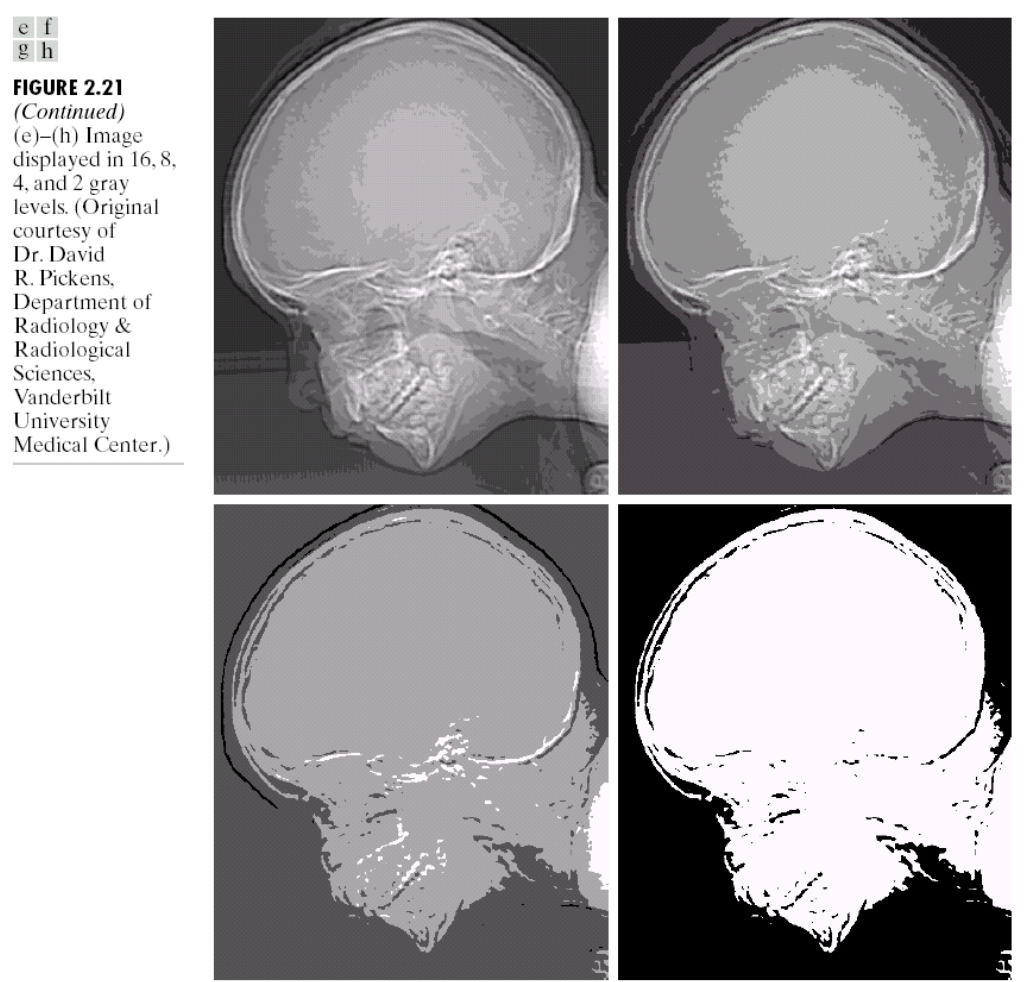 e f
g h
FIGURE 2.21
(Continued)
(e)–(h) Image
displayed in 16, 8,
4, and 2 gray
levels. (Original
courtesy of
Dr. David
R. Pickens,
Department of
Radiology &
Radiological
Sciences,
Vanderbilt
University
Medical Center.)